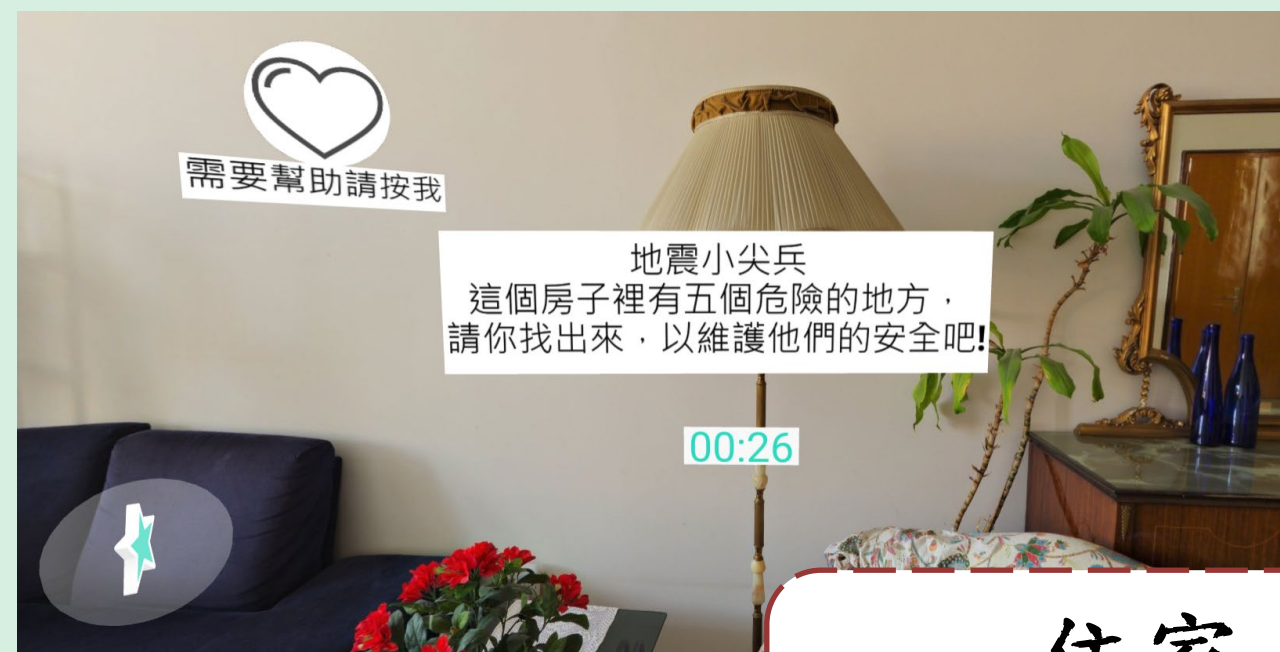 需要幫助請按我
地震小尖兵
這個房子裡有五個危險的地方，
請你找出來，以維護他們的安全吧!
00:26
住家